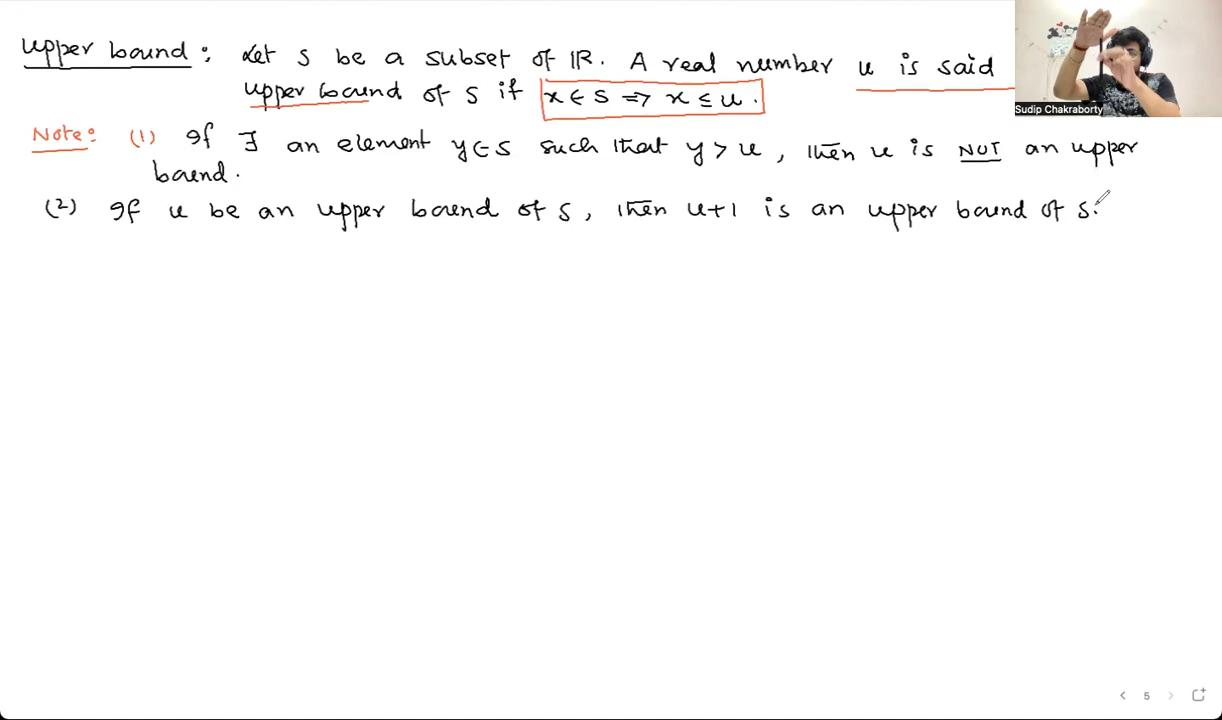 Upper bound: Let S be a subset of ℝ. A real number u is said
upper bound of S if x ∈ S ⇒ x ≤ u.
Sudip Chakraborty
Note: (1) If ∃ an element y ∈ S such that y > u, then u is NOT an upper
bound.
(2) If u be an upper bound of S, then u+1 is an upper bound of S.
5